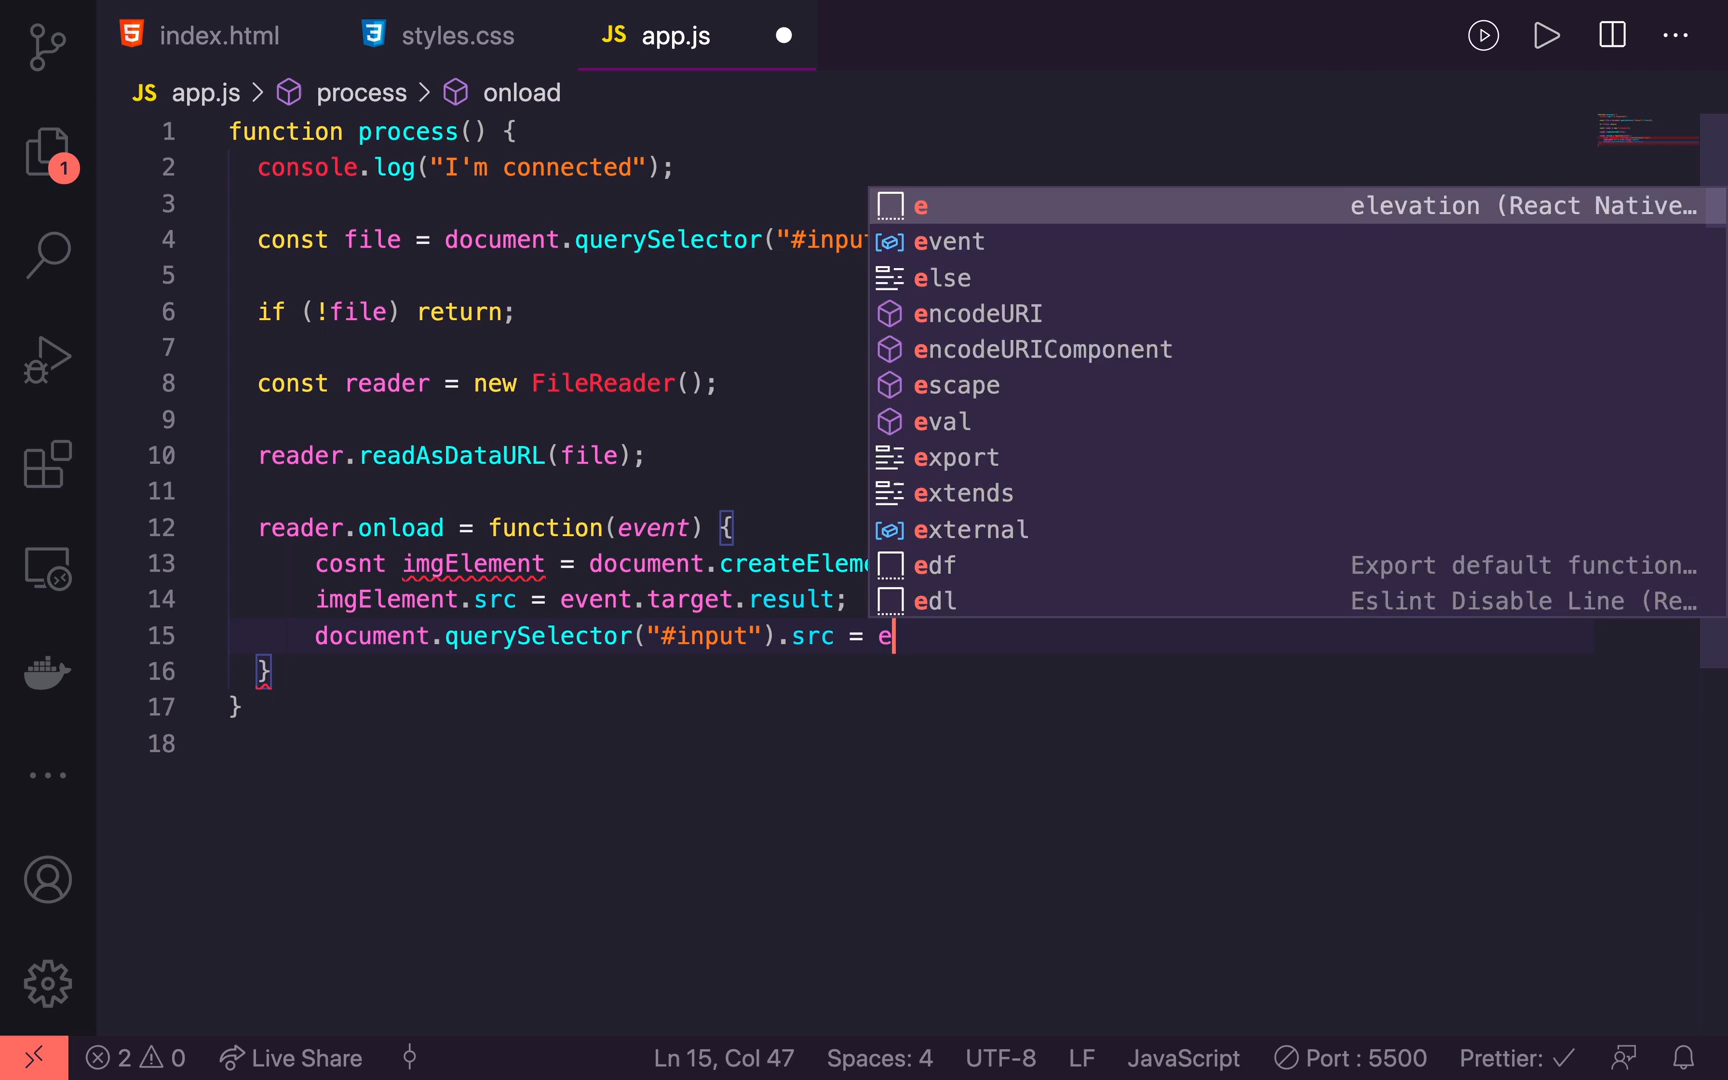 index.html
styles.css
JS app.js
JS app.js > process > onload
1 function process() {
2 console.log("I'm connected");
3
4 const file = document.querySelector("#input
5
6 if (!file) return;
7
8 const reader = new FileReader();
9
10 reader.readAsDataURL(file);
11
12 reader.onload = function(event) {
13 cosnt imgElement = document.createEleme
14 imgElement.src = event.target.result;
15 document.querySelector("#input").src = e
16 }
17 }
18
e elevation (React Native…
event
else
encodeURI
encodeURIComponent
escape
eval
export
extends
external
edf Export default function…
edl Eslint Disable Line (Re…
1
2 0 Live Share Ln 15, Col 47 Spaces: 4 UTF-8 LF JavaScript Port : 5500 Prettier: ✓